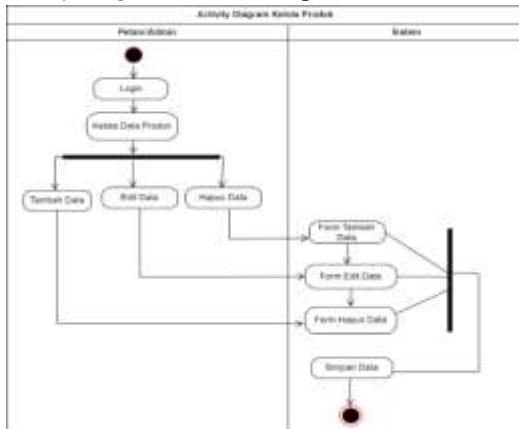 Activity Diagram Kelola Produk
Petani/Admin
Sistem
Login
Kelola Data Produk
Tambah Data
Edit Data
Hapus Data
Form Tambah
Data
Form Edit Data
Form Hapus Data
Simpan Data